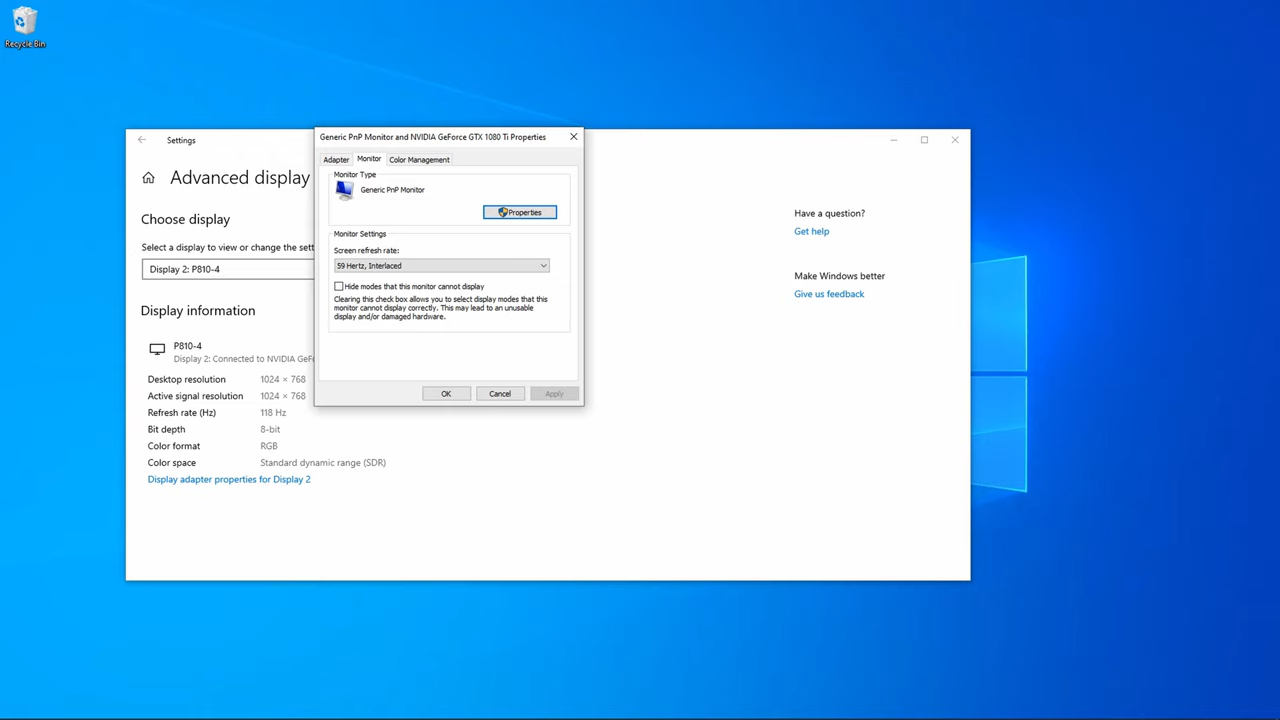 Recycle Bin
Settings
Advanced display
Choose display
Select a display to view or change the sett
Display 2: P810-4
Display information
P810-4
Display 2: Connected to NVIDIA GeF
Desktop resolution 1024 × 768
Active signal resolution 1024 × 768
Refresh rate (Hz) 118 Hz
Bit depth 8-bit
Color format RGB
Color space Standard dynamic range (SDR)
Display adapter properties for Display 2
Generic PnP Monitor and NVIDIA GeForce GTX 1080 Ti Properties
Adapter Monitor Color Management
Monitor Type
Generic PnP Monitor
Properties
Monitor Settings
Screen refresh rate:
59 Hertz, Interlaced
Hide modes that this monitor cannot display
Clearing this check box allows you to select display modes that this
monitor cannot display correctly. This may lead to an unusable
display and/or damaged hardware.
OK Cancel Apply
Have a question?
Get help
Make Windows better
Give us feedback